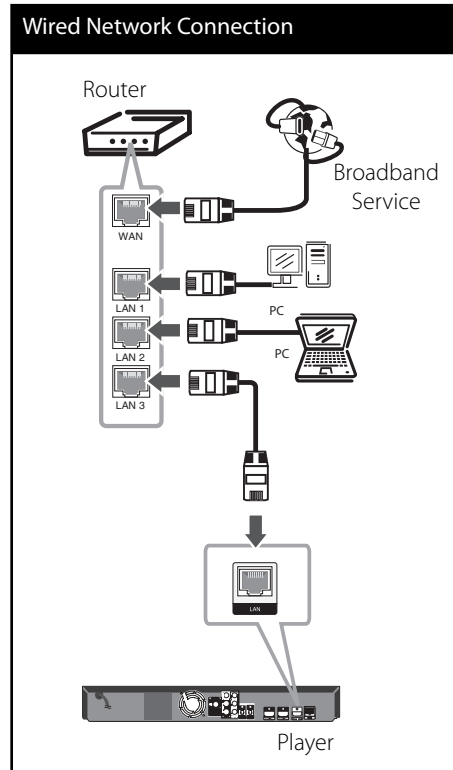 Wired Network Connection
Router
Broadband
Service
WAN
LAN 1
PC
LAN 2
PC
LAN 3
LAN
Player